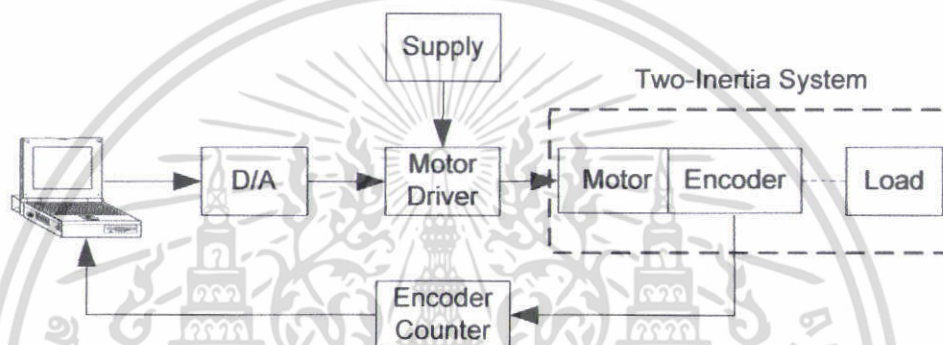 Supply
Two-Inertia System
D/A
Motor
Driver
Motor
Encoder
Load
Encoder
Counter